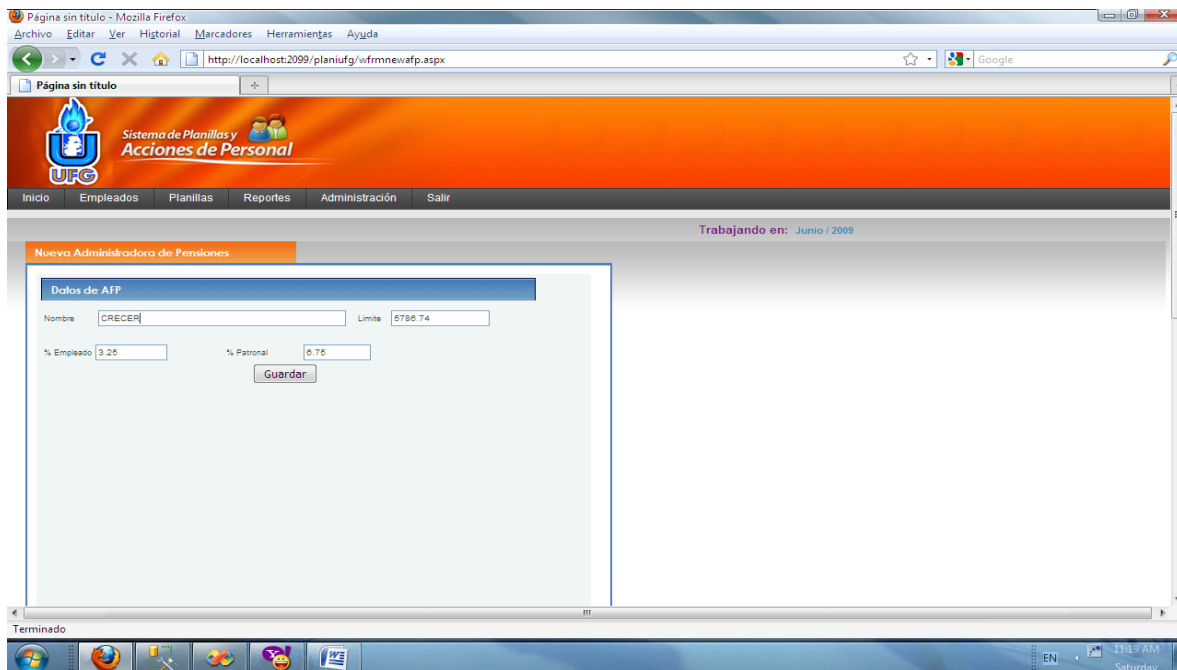 Página sin título - Mozilla Firefox
Archivo Editar Ver Historial Marcadores Herramientas Ayuda
http://localhost:2099/planiufg/wfrmnewafp.aspx
Google
Página sin título
Sistema de Planillas y
Acciones de Personal
UFG
Inicio Empleados Planillas Reportes Administración Salir
Trabajando en: Junio / 2009
Nueva Administradora de Pensiones
Datos de AFP
Nombre CRECER Limite 5786.74
% Empleado 3.25 % Patronal 6.75
Guardar
Terminado
EN 11:19 AM
Saturday